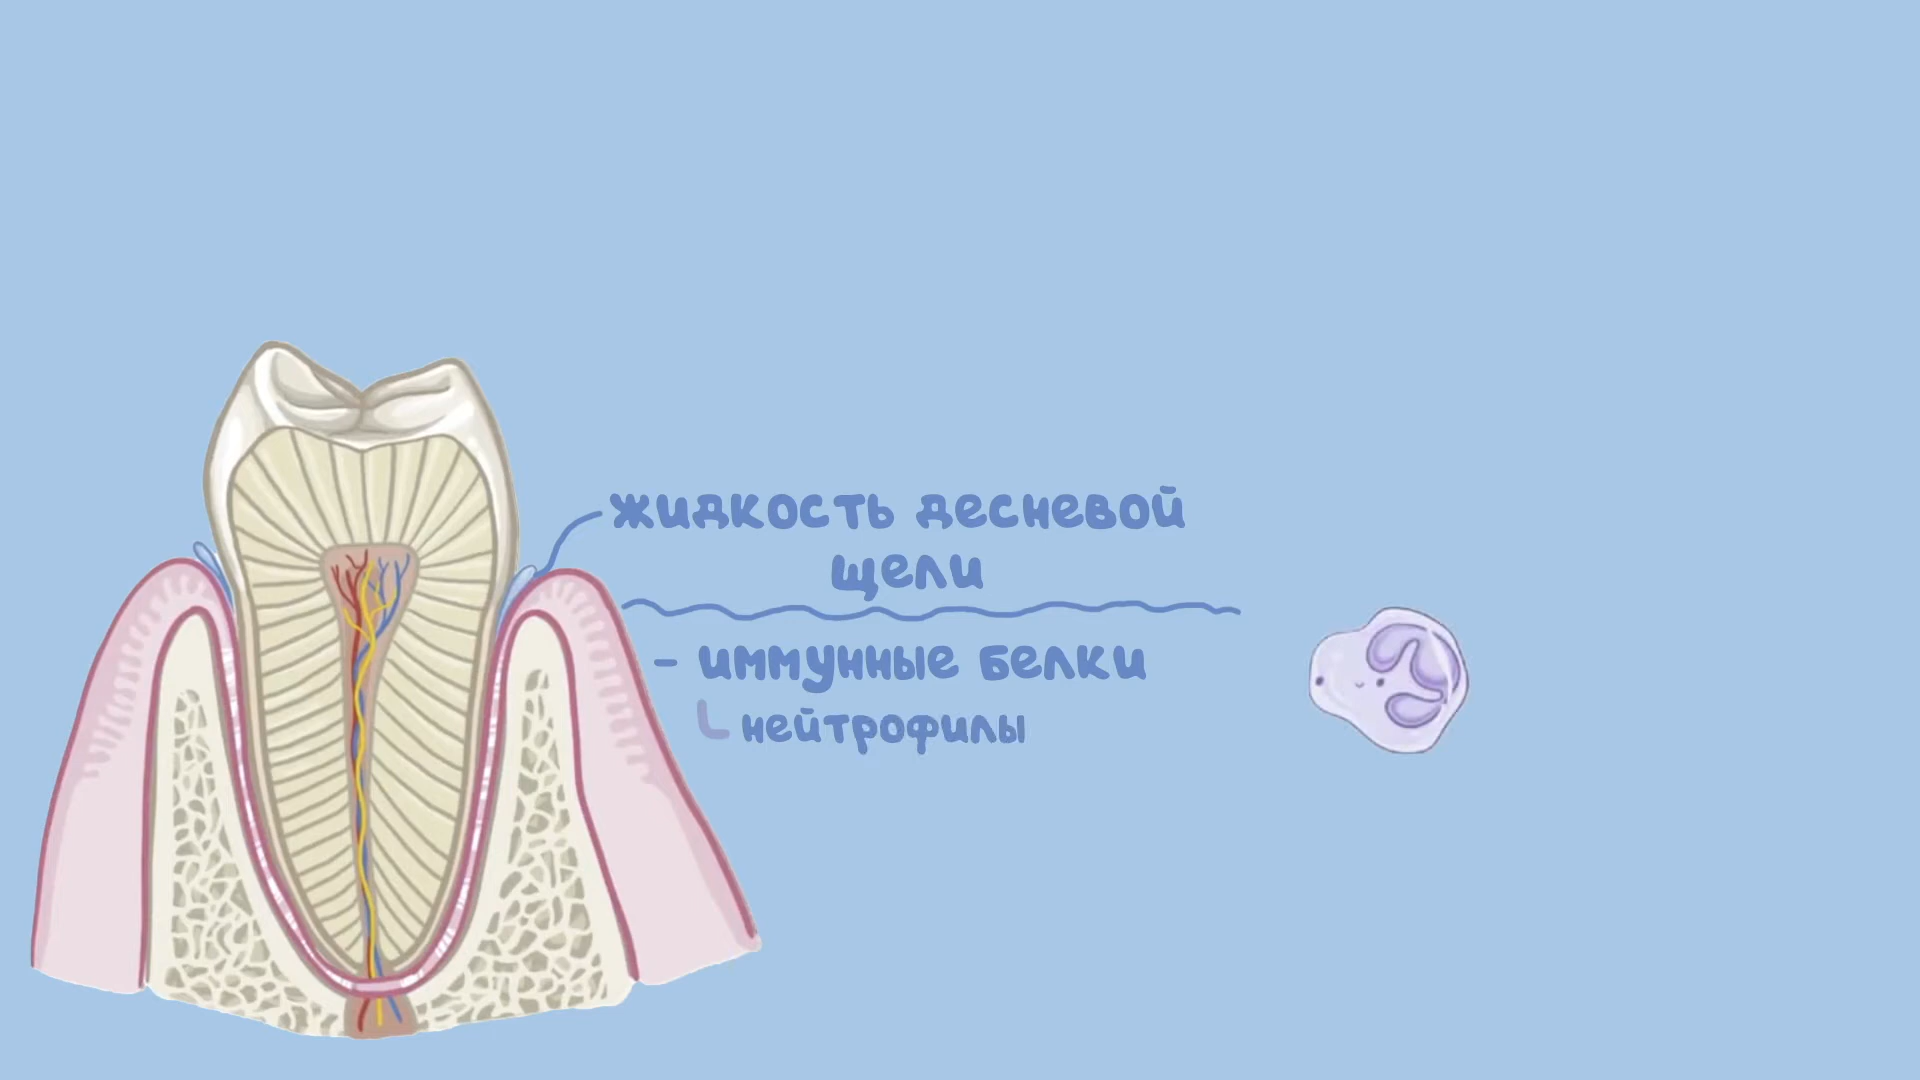 жидкость десневой
щели
- иммунные белки
нейтрофилы